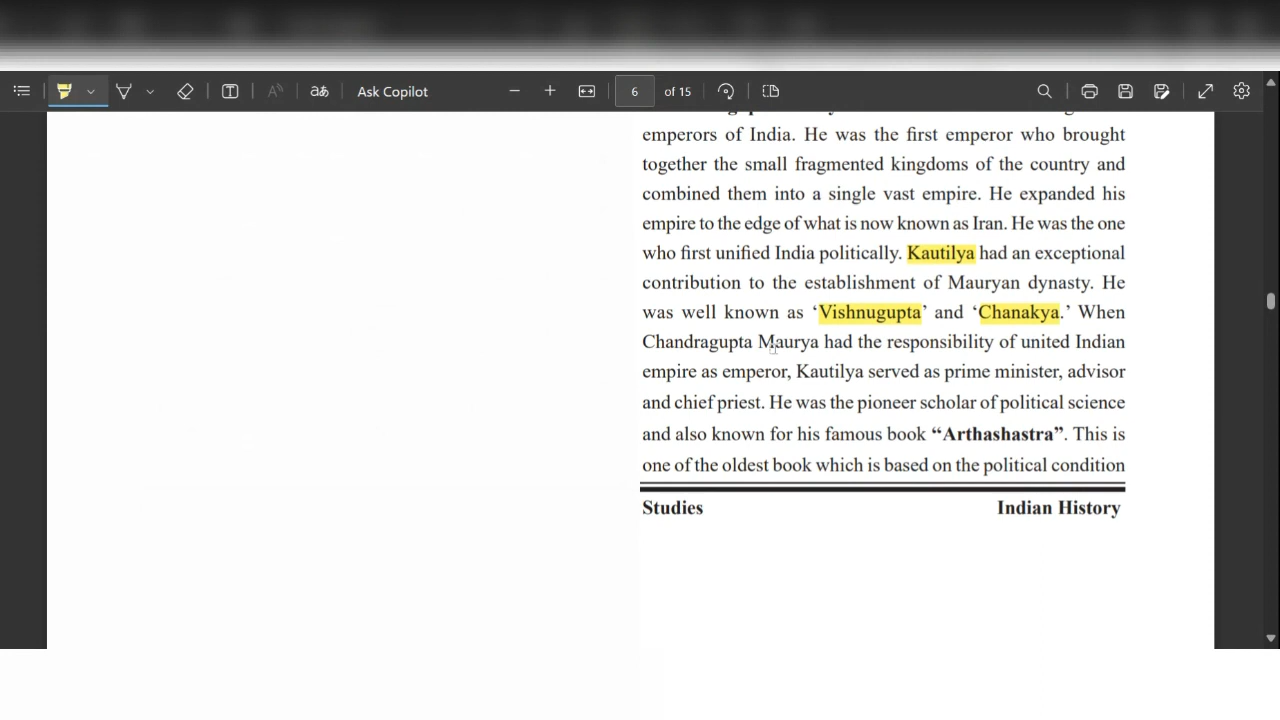 Ask Copilot
6 of 15
emperors of India. He was the first emperor who brought
together the small fragmented kingdoms of the country and
combined them into a single vast empire. He expanded his
empire to the edge of what is now known as Iran. He was the one
who first unified India politically. Kautilya had an exceptional
contribution to the establishment of Mauryan dynasty. He
was well known as ‘Vishnugupta’ and ‘Chanakya.’ When
Chandragupta Maurya had the responsibility of united Indian
empire as emperor, Kautilya served as prime minister, advisor
and chief priest. He was the pioneer scholar of political science
and also known for his famous book “Arthashastra”. This is
one of the oldest book which is based on the political condition
Studies Indian History